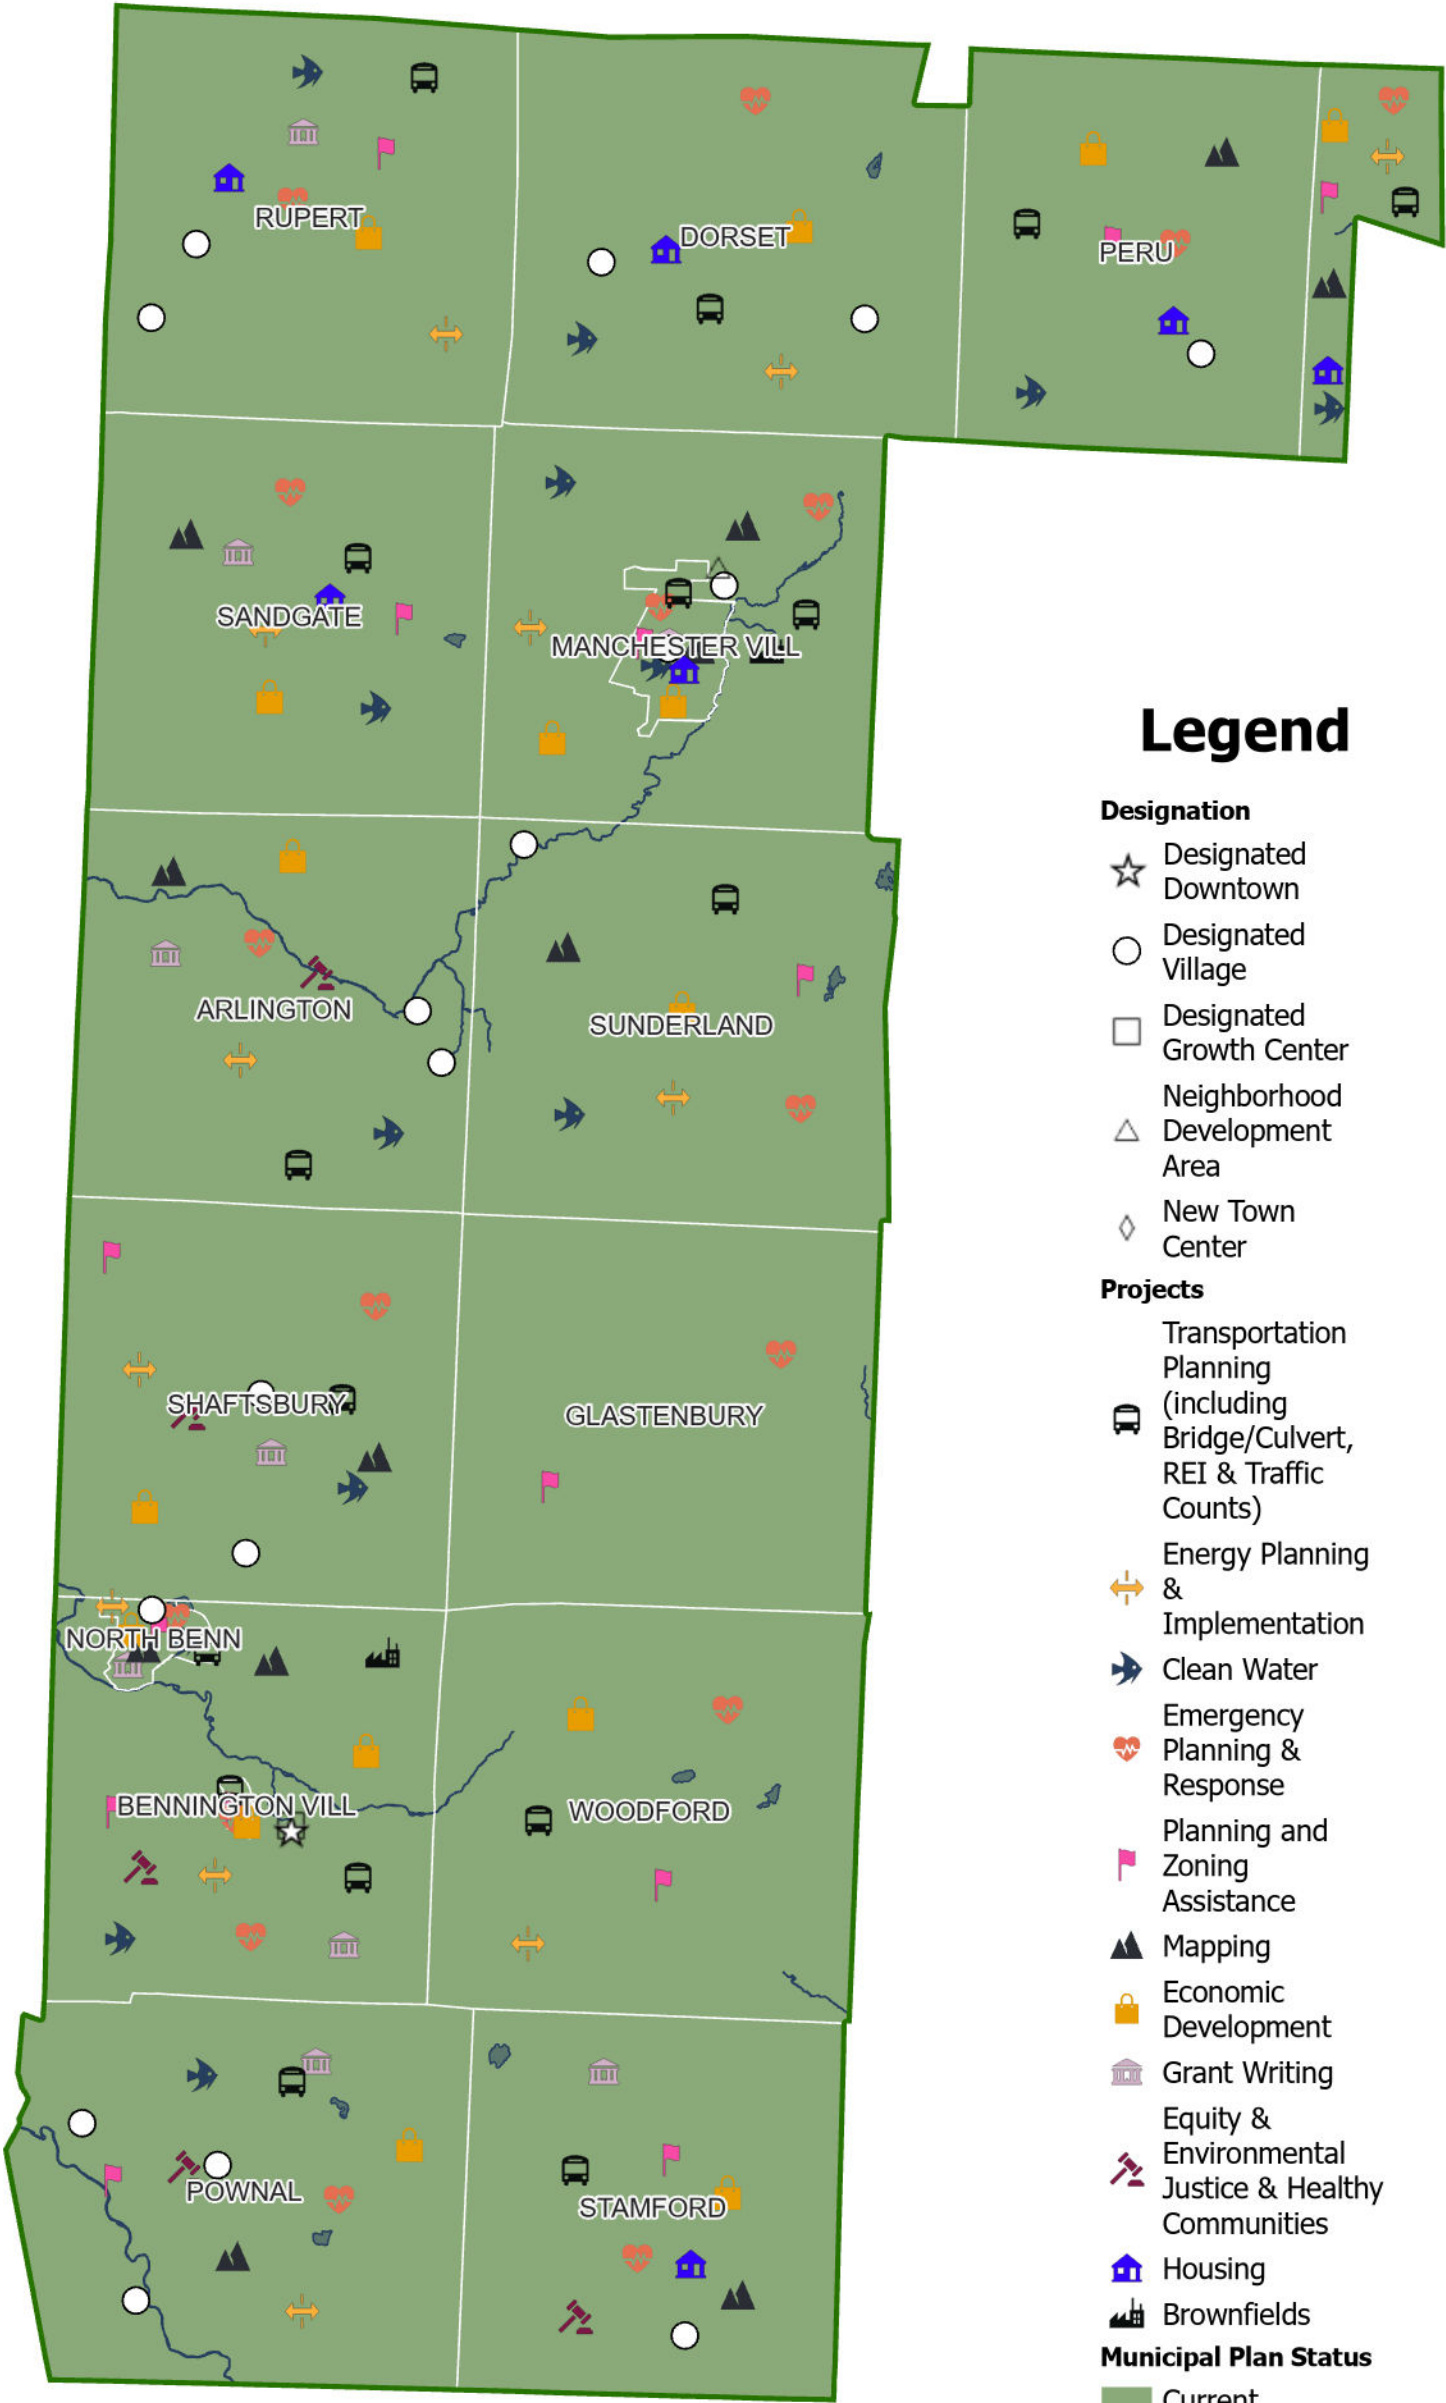 RUPERT
DORSET
PERU
SANDGATE
MANCHESTER VILL
ARLINGTON
SUNDERLAND
SHAFTSBURY
GLASTENBURY
NORTH BENN
BENNINGTON VILL
WOODFORD
POWNAL
STAMFORD
Legend
Designation
Designated
Downtown
Designated
Village
Designated
Growth Center
Neighborhood
Development
Area
New Town
Center
Projects
Transportation
Planning
(including
Bridge/Culvert,
REI & Traffic
Counts)
Energy Planning
&
Implementation
Clean Water
Emergency
Planning &
Response
Planning and
Zoning
Assistance
Mapping
Economic
Development
Grant Writing
Equity &
Environmental
Justice & Healthy
Communities
Housing
Brownfields
Municipal Plan Status
Current